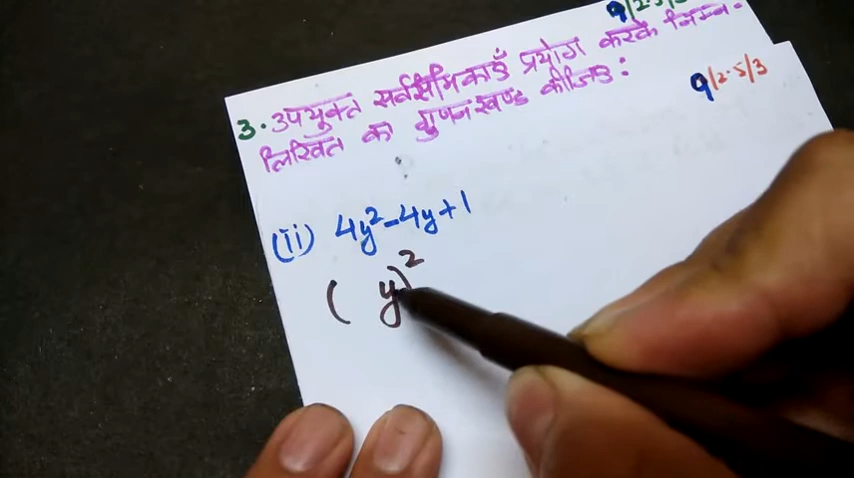 9/2.5/3
3. उपयुक्त सर्वसमिकाएँ प्रयोग करके निम्न-
लिखित का गुणनखण्ड कीजिए:
9/2.5/3
(ii) 4y²-4y+1
( y)²